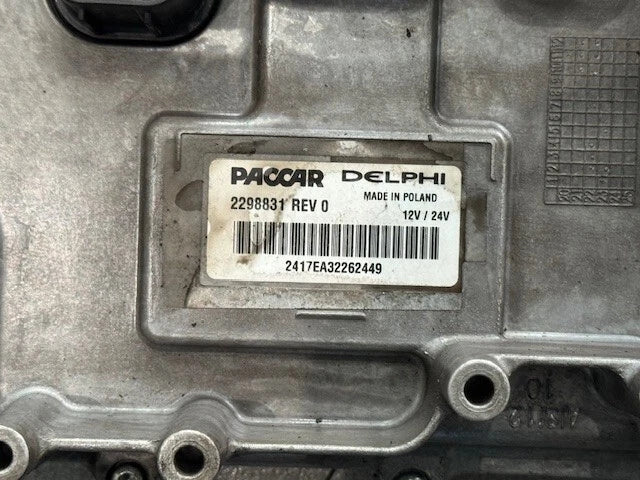 PACCAR DELPHI
MADE IN POLAND
2298831 REV 0
12V / 24V
2417EA32262449